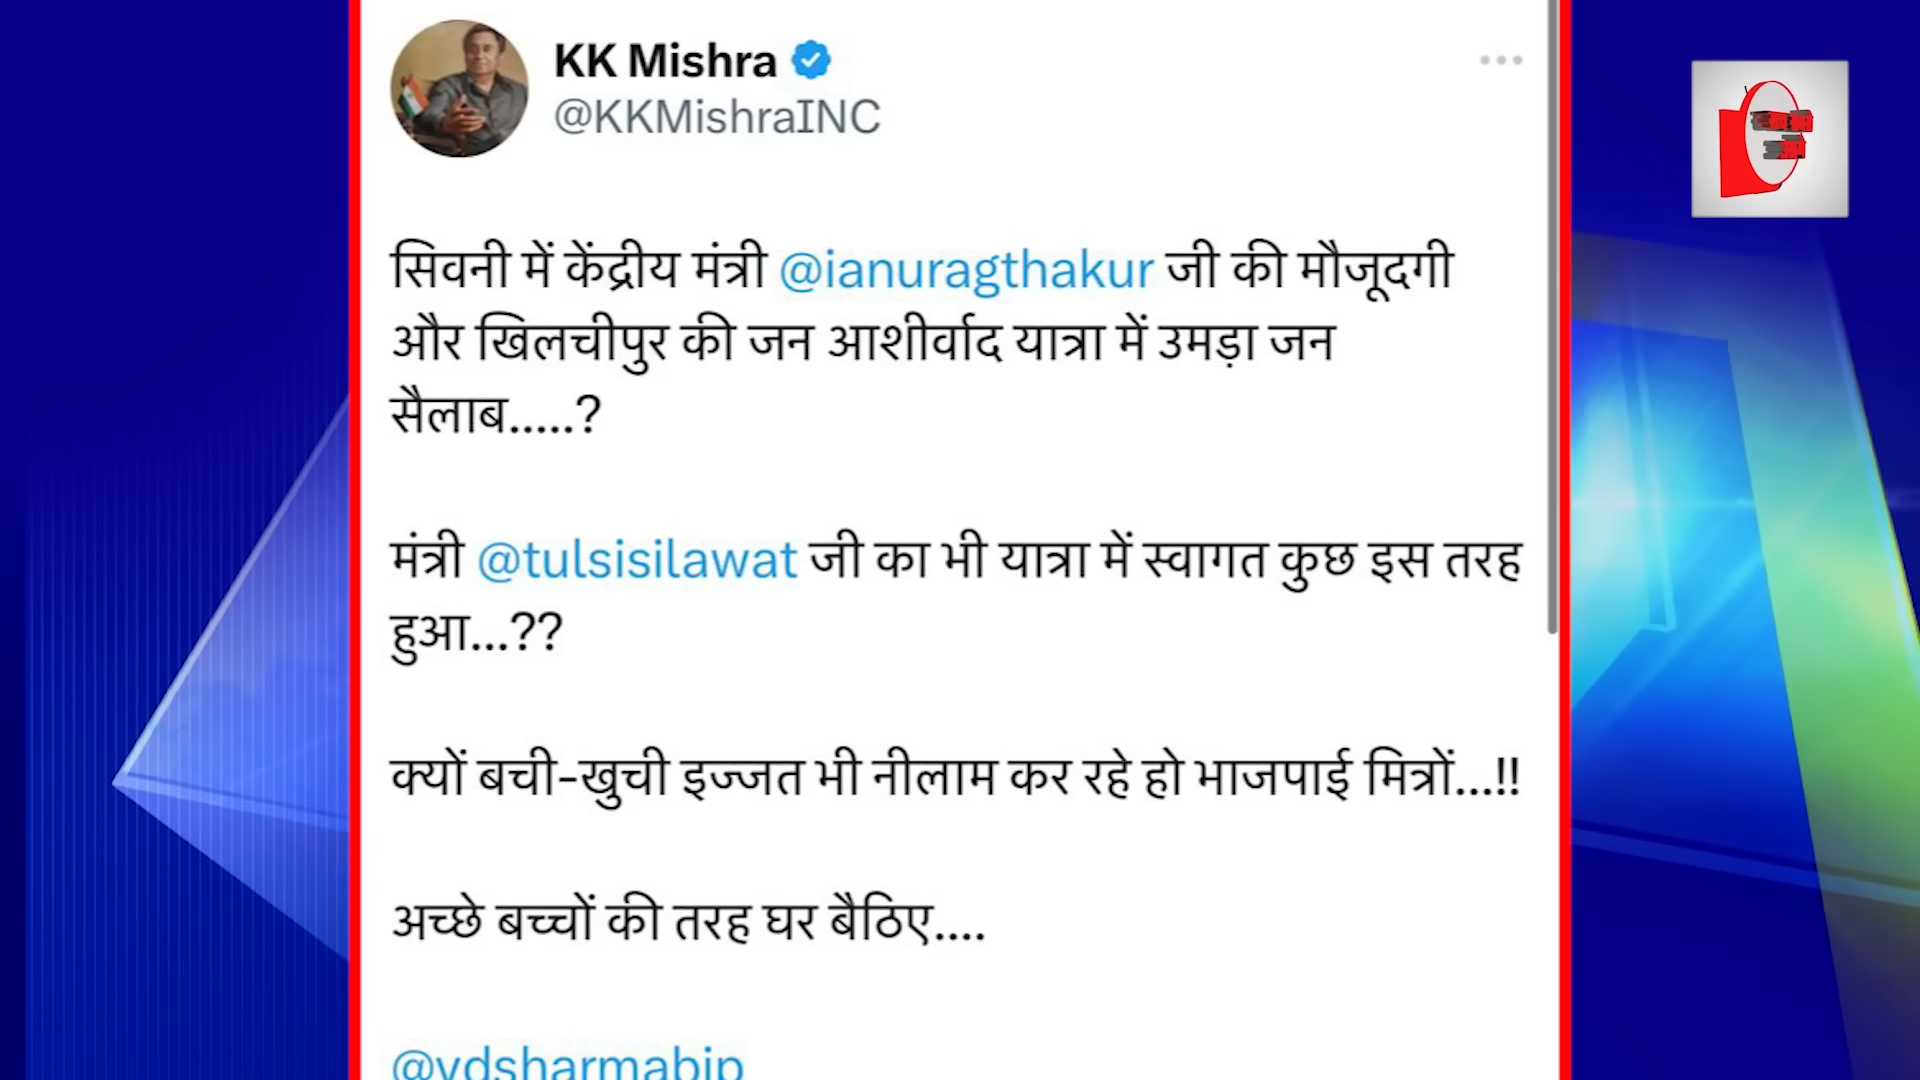 KK Mishra
@KKMishraINC
सिवनी में केंद्रीय मंत्री @ianuragthakur जी की मौजूदगी
और खिलचीपुर की जन आशीर्वाद यात्रा में उमड़ा जन
सैलाब.....?
मंत्री @tulsisilawat जी का भी यात्रा में स्वागत कुछ इस तरह
हुआ...??
क्यों बची-खुची इज्जत भी नीलाम कर रहे हो भाजपाई मित्रों...!!
अच्छे बच्चों की तरह घर बैठिए....
@vdsharmabjp